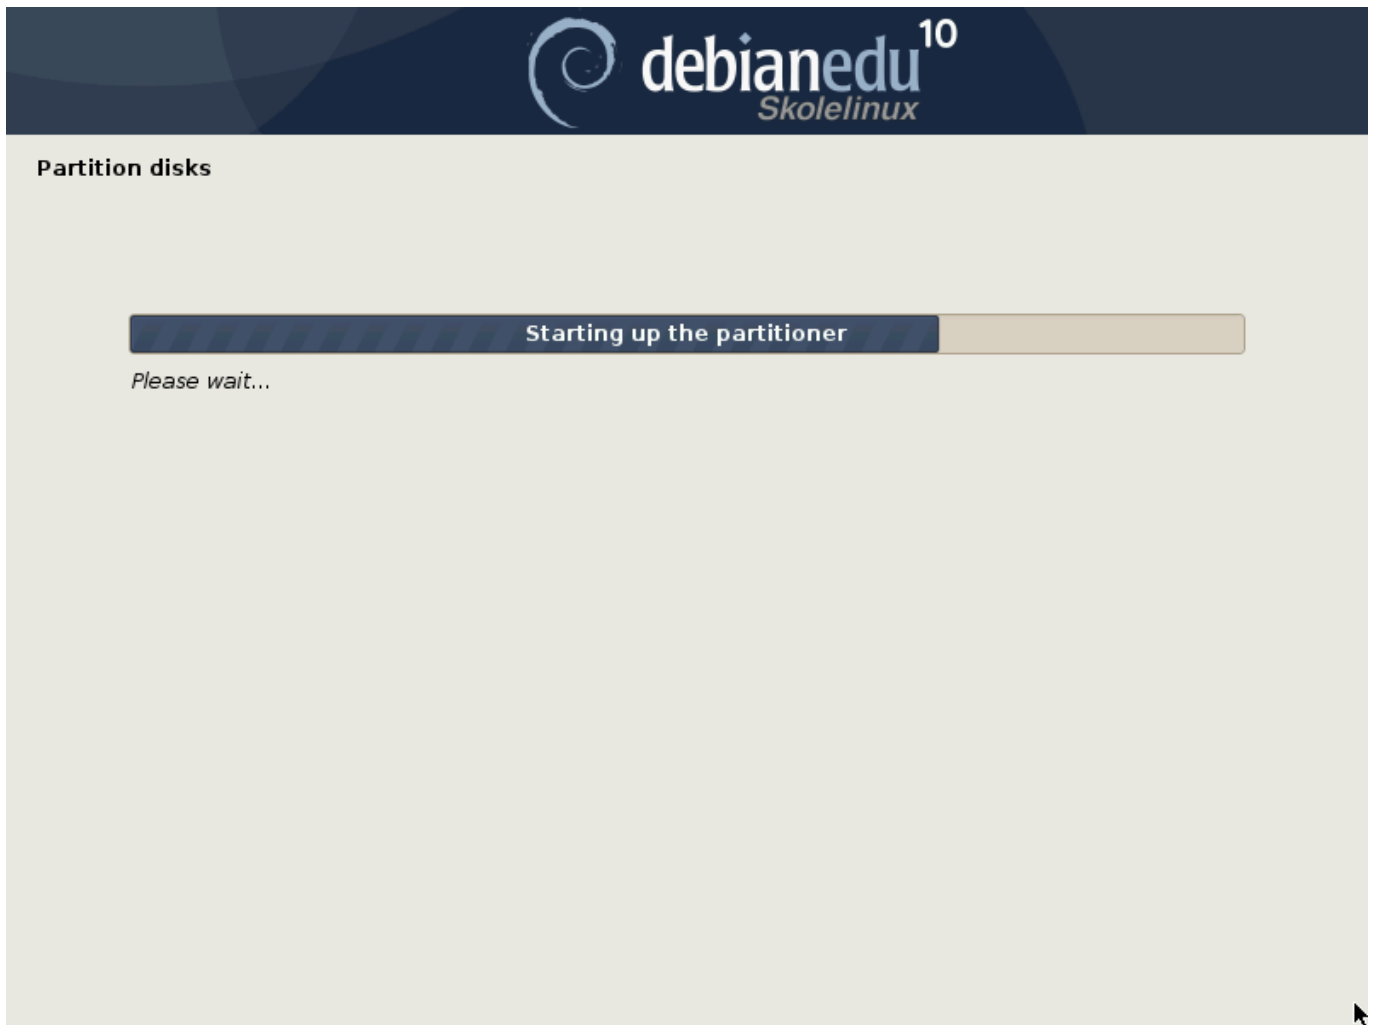 debianedu 10
Skolelinux
Partition disks
Starting up the partitioner
Please wait...